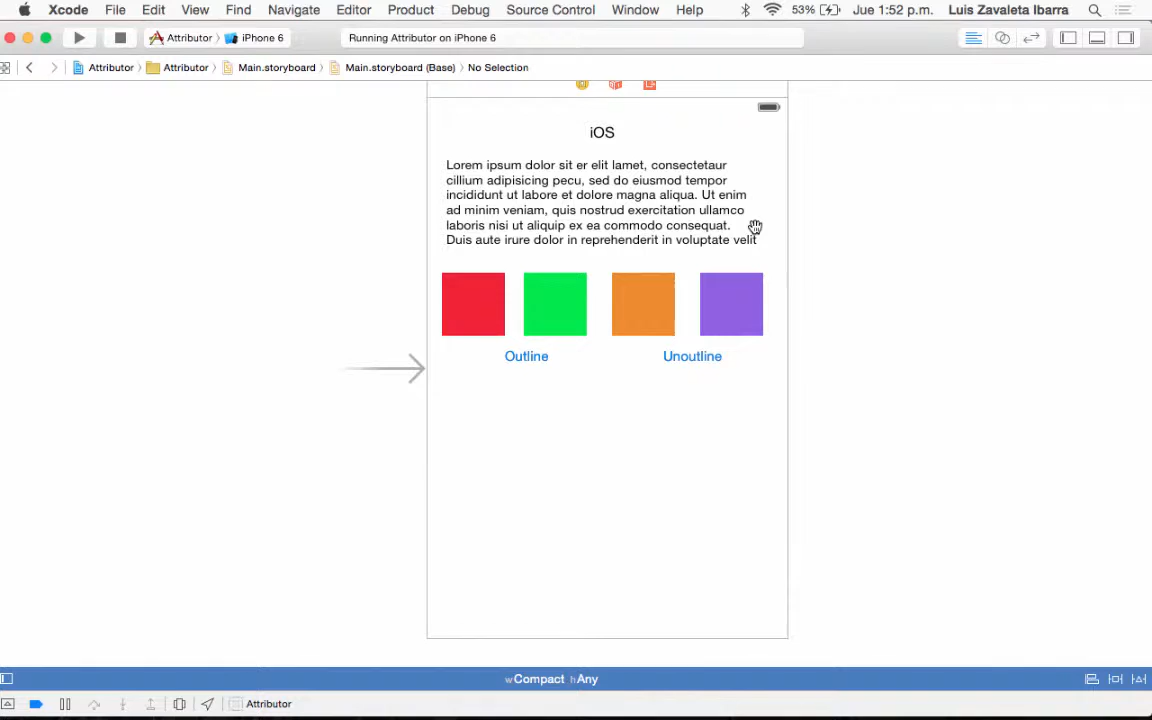 Xcode File Edit View Find Navigate Editor Product Debug Source Control Window Help 53% Jue 1:52 p.m. Luis Zavaleta Ibarra
Attributor iPhone 6 Running Attributor on iPhone 6
Attributor Attributor Main.storyboard Main.storyboard (Base) No Selection
iOS
Lorem ipsum dolor sit er elit lamet, consectetaur
cillium adipisicing pecu, sed do eiusmod tempor
incididunt ut labore et dolore magna aliqua. Ut enim
ad minim veniam, quis nostrud exercitation ullamco
laboris nisi ut aliquip ex ea commodo consequat.
Duis aute irure dolor in reprehenderit in voluptate velit
Outline Unoutline
wCompact hAny
Attributor